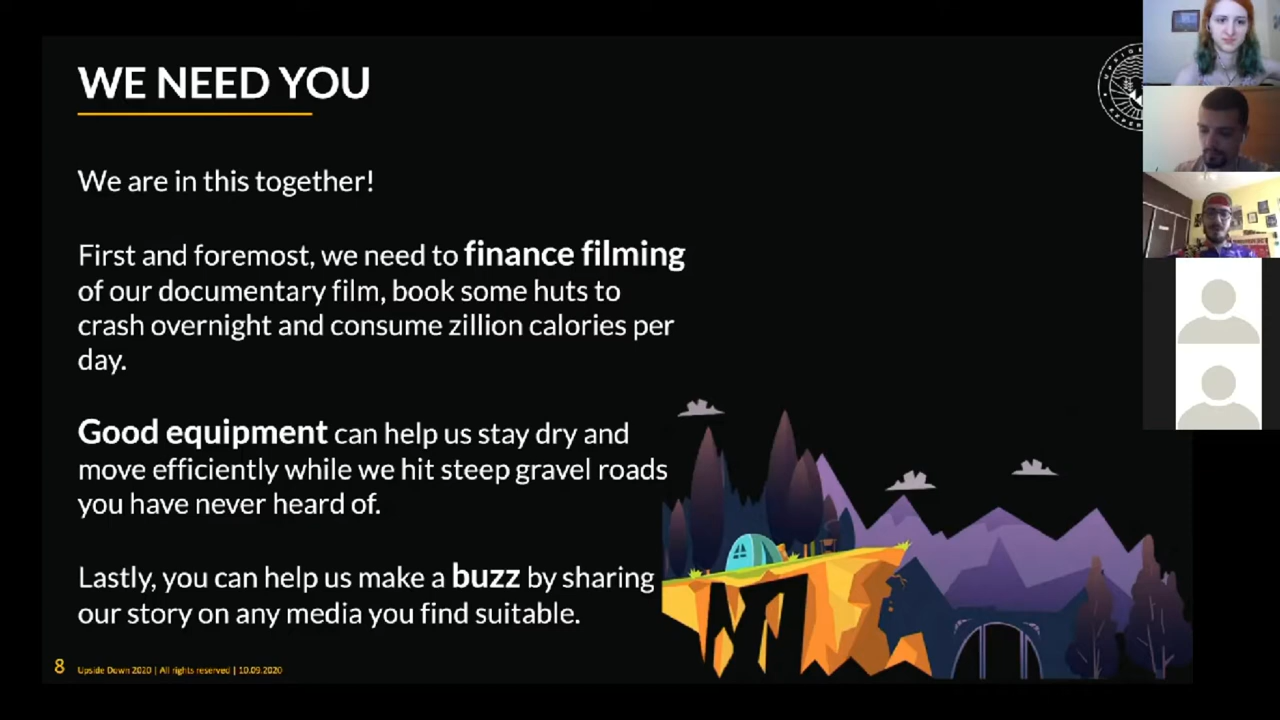 WE NEED YOU
We are in this together!
First and foremost, we need to finance filming
of our documentary film, book some huts to
crash overnight and consume zillion calories per
day.
Good equipment can help us stay dry and
move efficiently while we hit steep gravel roads
you have never heard of.
Lastly, you can help us make a buzz by sharing
our story on any media you find suitable.
8 Upside Down 2020 | All rights reserved | 10.09.2020